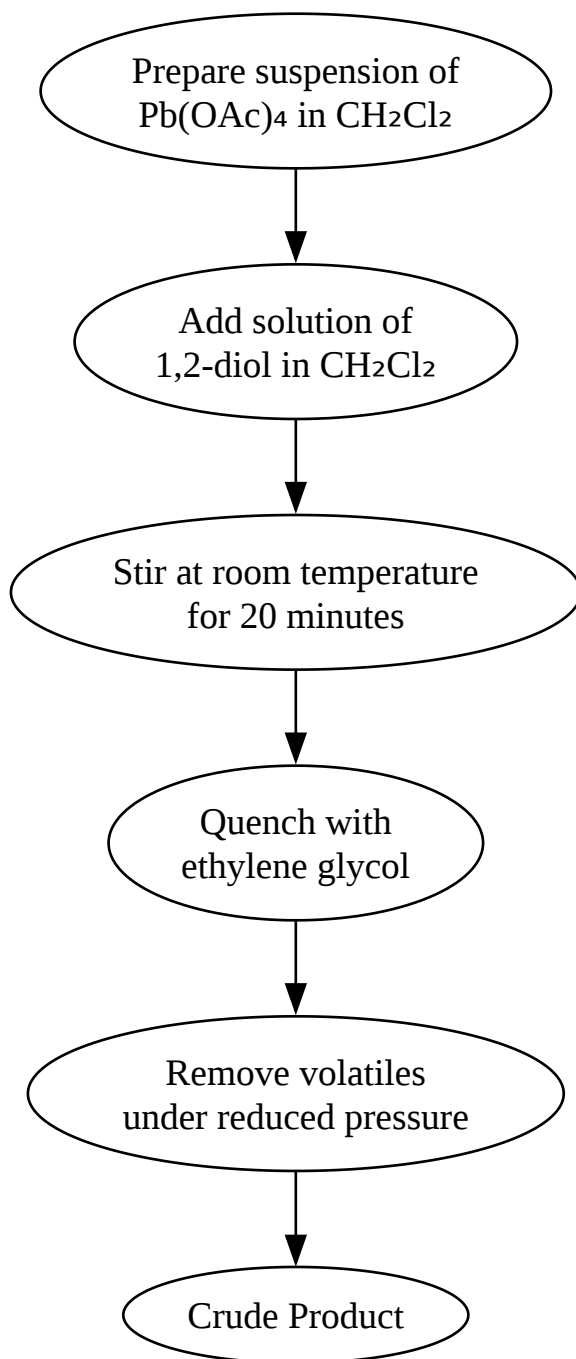 Prepare suspension of
Pb(OAc)₄ in CH₂Cl₂
Add solution of
1,2-diol in CH₂Cl₂
Stir at room temperature
for 20 minutes
Quench with
ethylene glycol
Remove volatiles
under reduced pressure
Crude Product